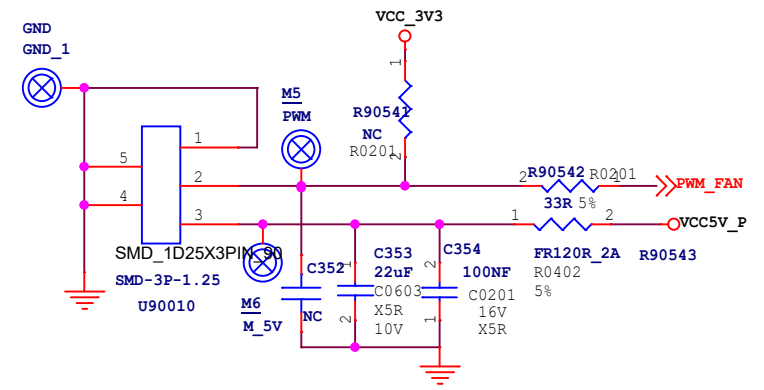 VCC_3V3
GND
GND_1
1
M5
PWM
R90541
NC
R0201
2
1
5
2
4
3
R90542 R0201
2 1
PWM_FAN
33R 5%
1 2
VCC5V_P
SMD_1D25X3PIN_90
SMD-3P-1.25
U90010
FR120R_2A R90543
R0402
5%
M6
M_5V
C352
NC
C353
1
22uF
C0603
X5R
10V
2
C354
2
100NF
C0201
16V
X5R
1